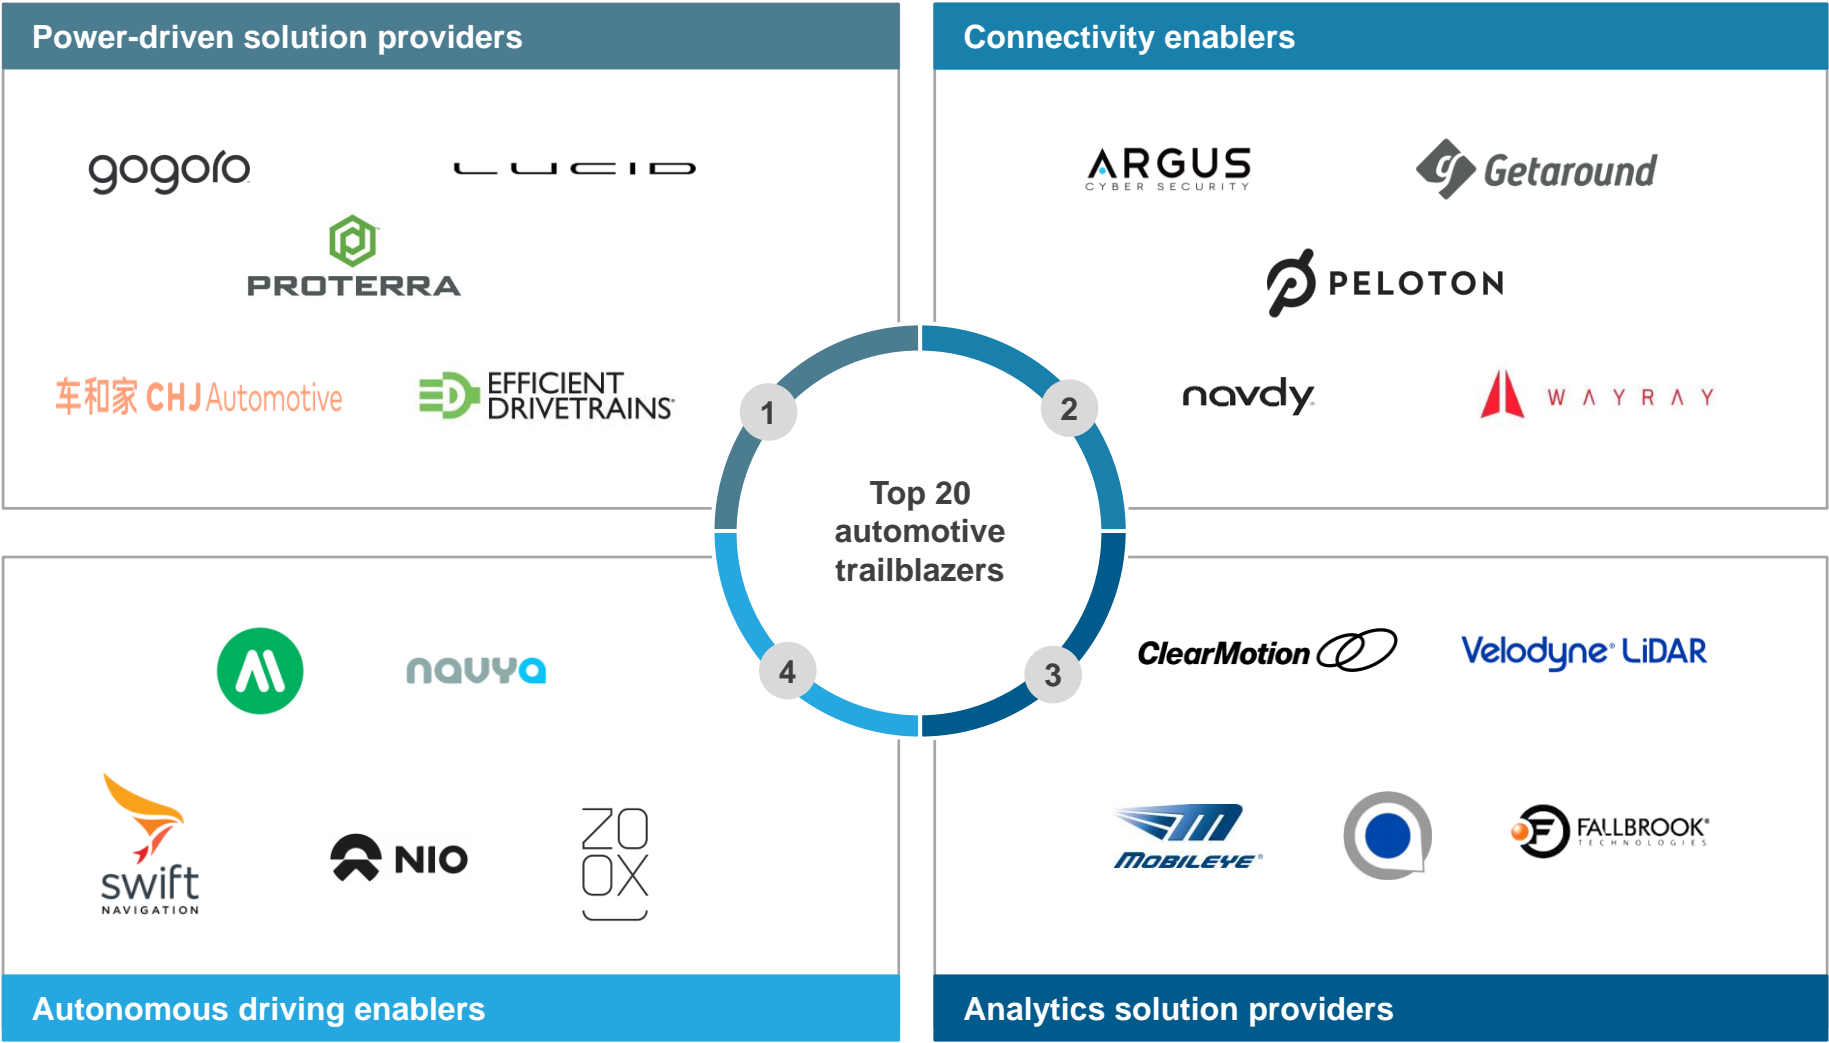 Power-driven solution providers
gogoro
LUCID
PROTERRA
车和家 CHJ Automotive
EFFICIENT
DRIVETRAINS
Connectivity enablers
ARGUS
CYBER SECURITY
Getaround
PELOTON
navdy
WAYRAY
1
2
Top 20
automotive
trailblazers
4
3
navya
swift
NAVIGATION
NIO
ZO
OX
Autonomous driving enablers
ClearMotion
Velodyne® LiDAR
MOBILEYE®
FALLBROOK®
TECHNOLOGIES
Analytics solution providers